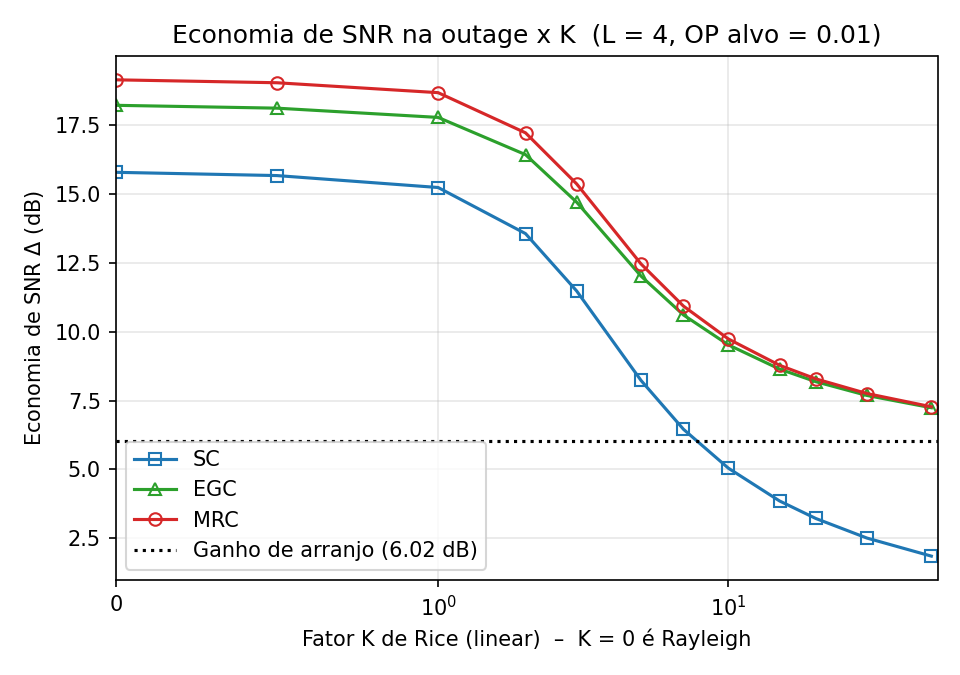 Economia de SNR na outage x K  (L = 4, OP alvo = 0.01)
Economia de SNR Δ (dB)
17.5
15.0
12.5
10.0
7.5
5.0
2.5
SC
EGC
MRC
Ganho de arranjo (6.02 dB)
0
10⁰
10¹
Fator K de Rice (linear)  –  K = 0 é Rayleigh